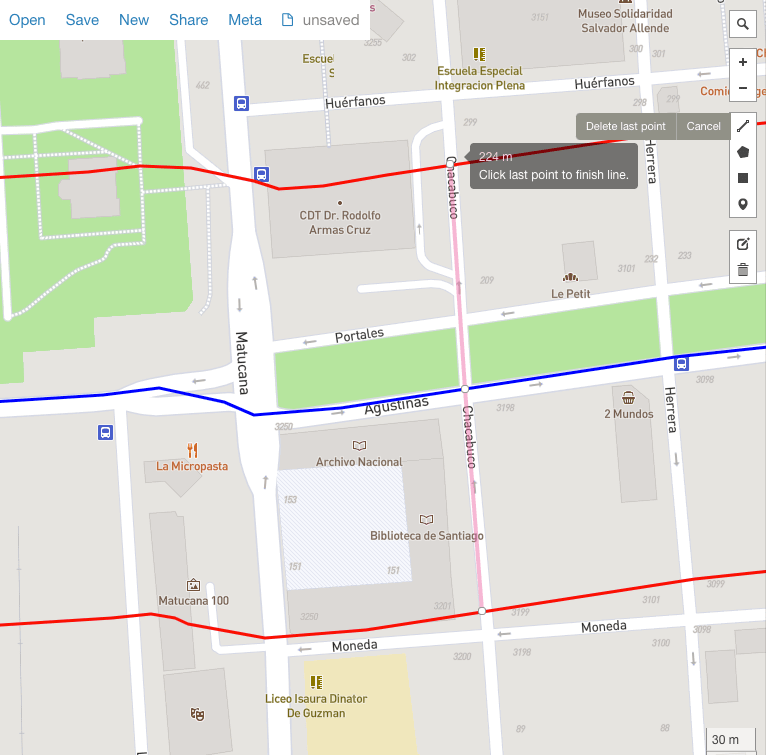 Open
Save
New
Share
Meta
unsaved
s
3151
Museo Solidaridad
Salvador Allende
3255
302
300
301
Escue
S
Escuela Especial
Integracion Plena
Huérfanos
Huérfanos
462
298
299
299
Delete last point
Cancel
224 m
Click last point to finish line.
Chacabuco
Herrera
CDT Dr. Rodolfo
Armas Cruz
209
3101
232
233
Le Petit
Portales
Matucana
Agustinas
3098
3198
2 Mundos
3250
Chacabuco
Herrera
La Micropasta
Archivo Nacional
153
Biblioteca de Santiago
151
151
Matucana 100
3250
3201
3199
3101
3099
Moneda
Moneda
3098
3200
3198
3100
Liceo Isaura Dinator
De Guzman
89
88
30 m